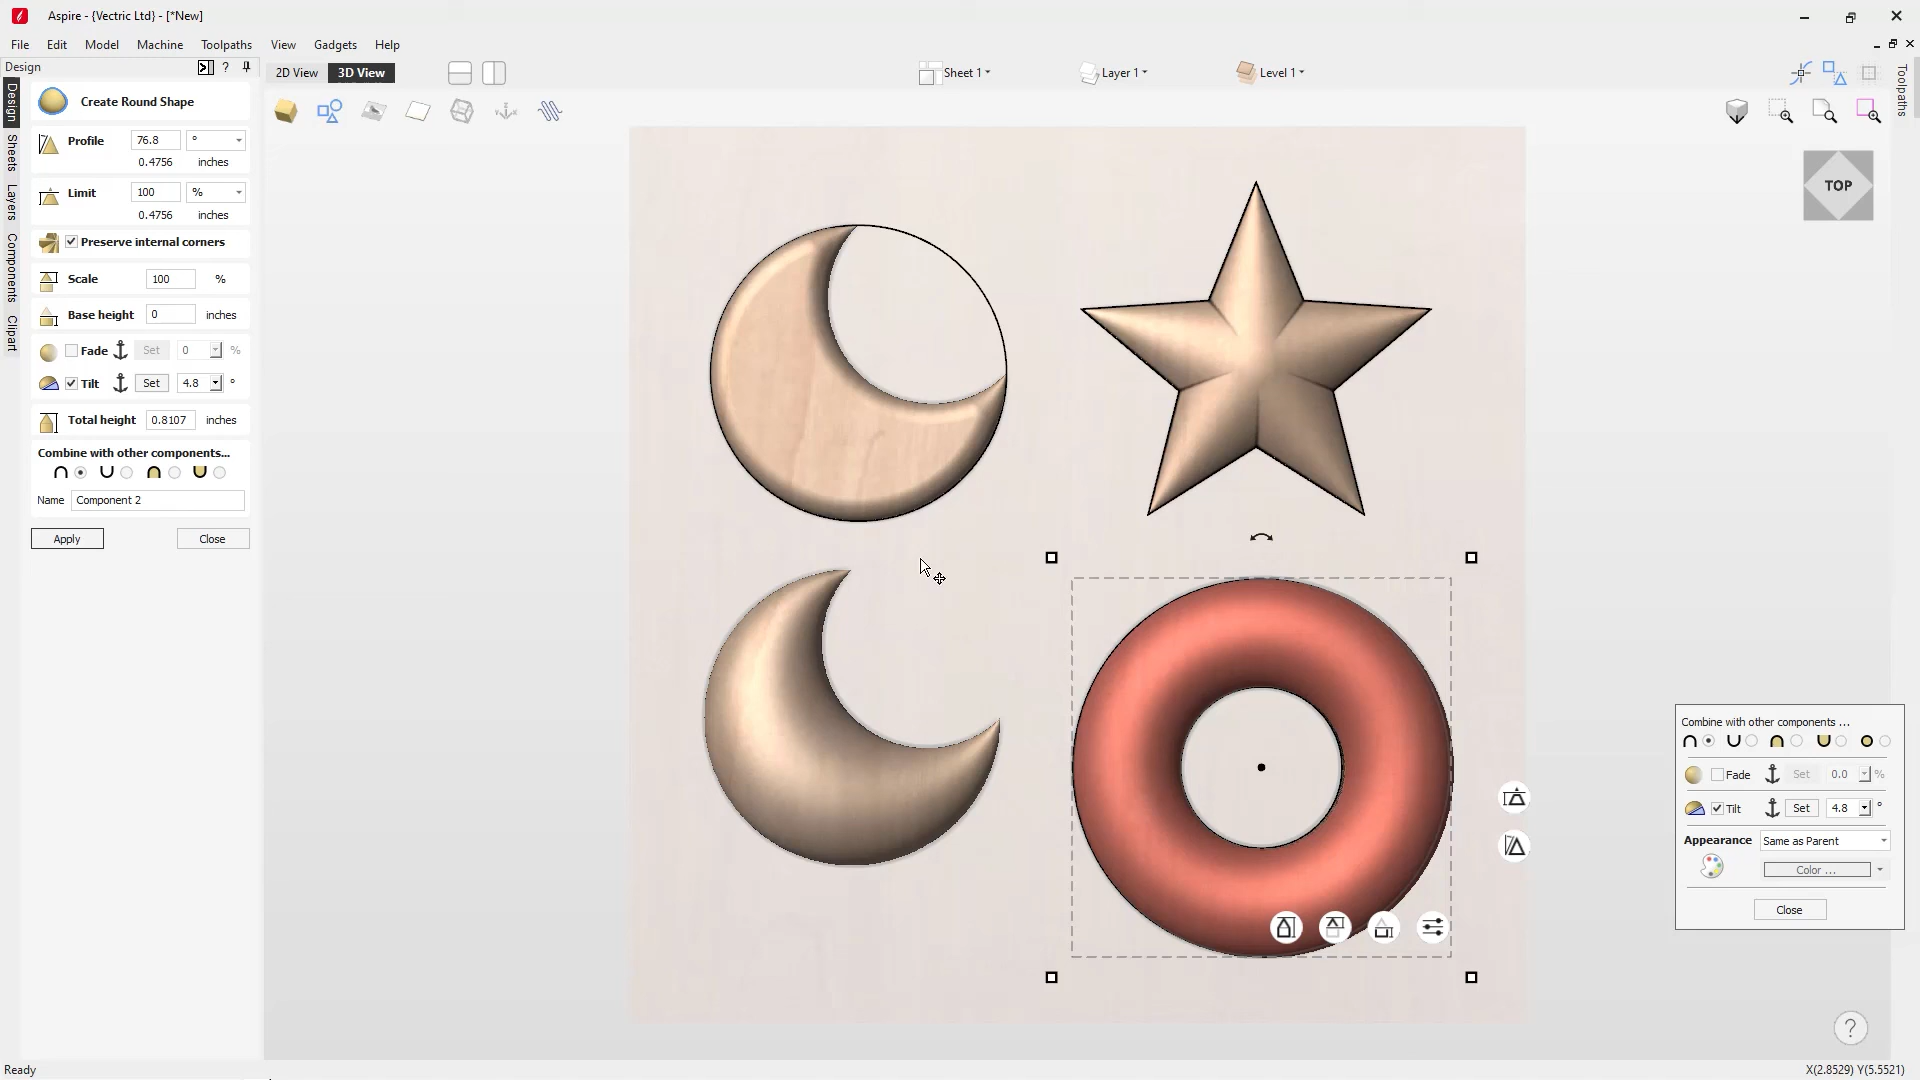 Aspire - {Vectric Ltd} - [*New]
File Edit Model Machine Toolpaths View Gadgets Help
Design ?
2D View 3D View Sheet 1 Layer 1 Level 1
Create Round Shape
Profile 76.8 °
0.4756 inches
Limit 100 %
0.4756 inches
Preserve internal corners
Scale 100 %
Base height 0 inches
Fade Set 0 %
Tilt Set 4.8 °
Total height 0.8107 inches
Combine with other components...
Name Component 2
Apply Close
Design
Sheets
Layers
Components
Clipart
Toolpaths
TOP
Combine with other components ...
Fade Set 0.0 %
Tilt Set 4.8 °
Appearance Same as Parent
Color ...
Close
?
Ready X(2.8529) Y(5.5521)